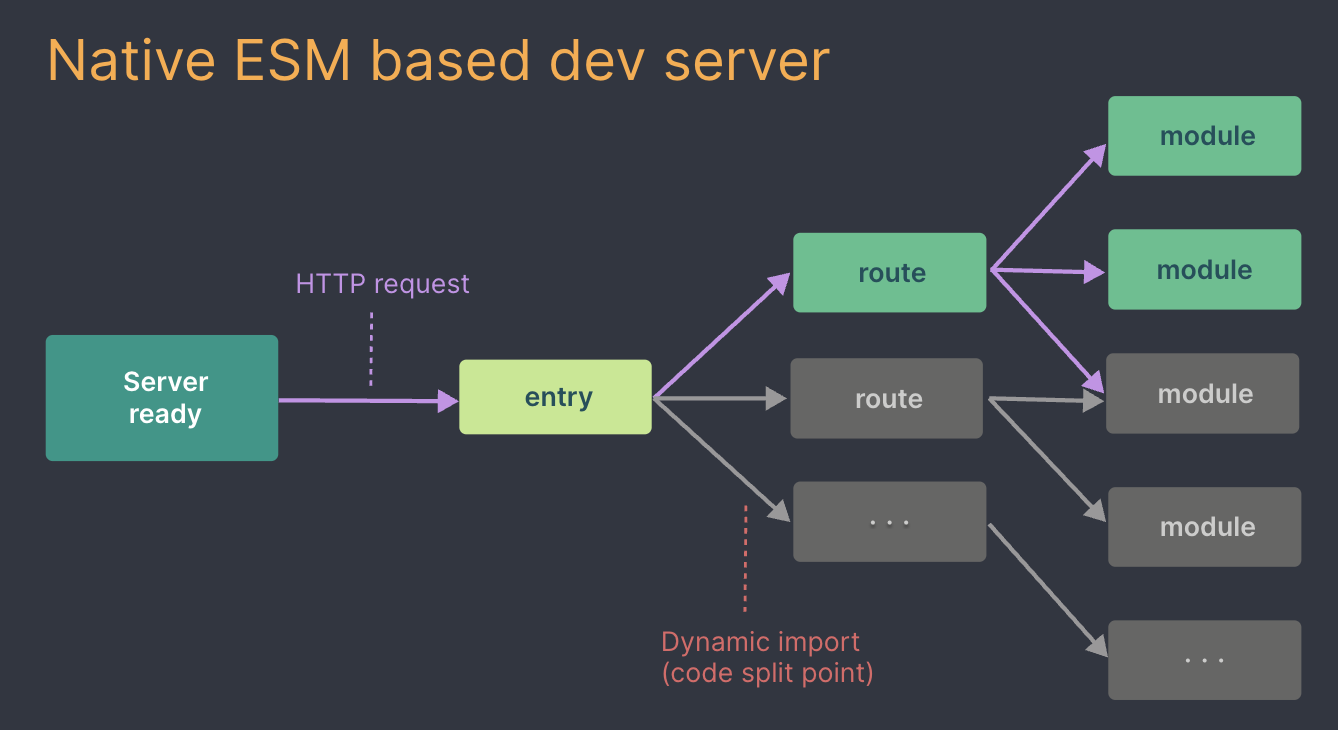 Native ESM based dev server
module
HTTP request
route
module
Server
ready
entry
route
module
. . .
module
Dynamic import
(code split point)
. . .